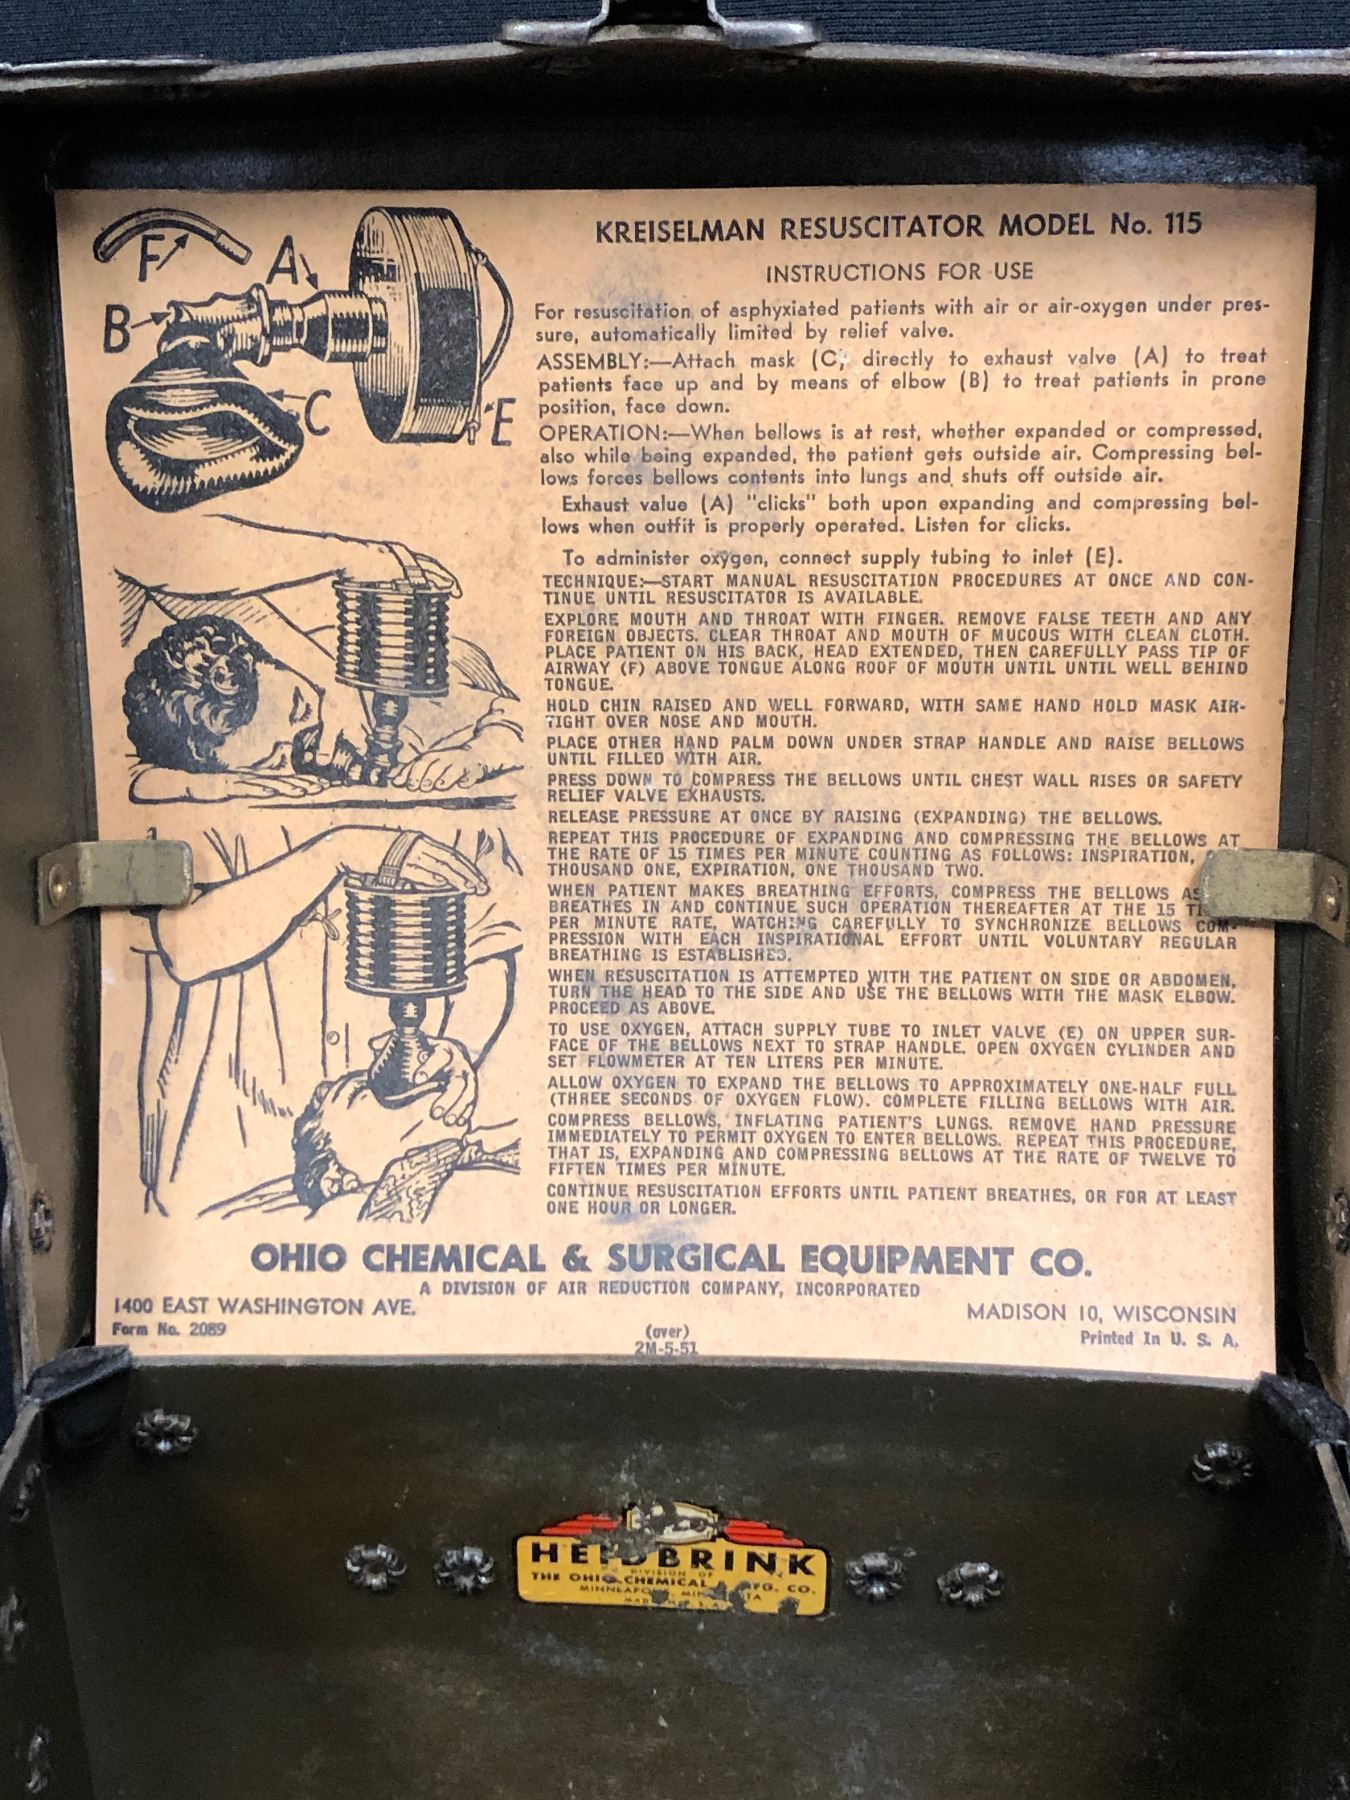 F
A
B
C
E
KREISELMAN RESUSCITATOR MODEL No. 115
INSTRUCTIONS FOR USE
For resuscitation of asphyxiated patients with air or air-oxygen under pres-
sure, automatically limited by relief valve.
ASSEMBLY:—Attach mask (C) directly to exhaust valve (A) to treat
patients face up and by means of elbow (B) to treat patients in prone
position, face down.
OPERATION:—When bellows is at rest, whether expanded or compressed,
also while being expanded, the patient gets outside air. Compressing bel-
lows forces bellows contents into lungs and shuts off outside air.
Exhaust value (A) "clicks" both upon expanding and compressing bel-
lows when outfit is properly operated. Listen for clicks.
To administer oxygen, connect supply tubing to inlet (E).
TECHNIQUE:—START MANUAL RESUSCITATION PROCEDURES AT ONCE AND CON-
TINUE UNTIL RESUSCITATOR IS AVAILABLE.
EXPLORE MOUTH AND THROAT WITH FINGER. REMOVE FALSE TEETH AND ANY
FOREIGN OBJECTS. CLEAR THROAT AND MOUTH OF MUCOUS WITH CLEAN CLOTH.
PLACE PATIENT ON HIS BACK, HEAD EXTENDED, THEN CAREFULLY PASS TIP OF
AIRWAY (F) ABOVE TONGUE ALONG ROOF OF MOUTH UNTIL UNTIL WELL BEHIND
TONGUE.
HOLD CHIN RAISED AND WELL FORWARD, WITH SAME HAND HOLD MASK AIR-
TIGHT OVER NOSE AND MOUTH.
PLACE OTHER HAND PALM DOWN UNDER STRAP HANDLE AND RAISE BELLOWS
UNTIL FILLED WITH AIR.
PRESS DOWN TO COMPRESS THE BELLOWS UNTIL CHEST WALL RISES OR SAFETY
RELIEF VALVE EXHAUSTS.
RELEASE PRESSURE AT ONCE BY RAISING (EXPANDING) THE BELLOWS.
REPEAT THIS PROCEDURE OF EXPANDING AND COMPRESSING THE BELLOWS AT
THE RATE OF 15 TIMES PER MINUTE COUNTING AS FOLLOWS: INSPIRATION,
THOUSAND ONE, EXPIRATION, ONE THOUSAND TWO.
WHEN PATIENT MAKES BREATHING EFFORTS, COMPRESS THE BELLOWS AS
BREATHES IN AND CONTINUE SUCH OPERATION THEREAFTER AT THE 15
PER MINUTE RATE, WATCHING CAREFULLY TO SYNCHRONIZE BELLOWS COM-
PRESSION WITH EACH INSPIRATIONAL EFFORT UNTIL VOLUNTARY REGULAR
BREATHING IS ESTABLISHED.
WHEN RESUSCITATION IS ATTEMPTED WITH THE PATIENT ON SIDE OR ABDOMEN,
TURN THE HEAD TO THE SIDE AND USE THE BELLOWS WITH THE MASK ELBOW.
PROCEED AS ABOVE.
TO USE OXYGEN, ATTACH SUPPLY TUBE TO INLET VALVE (E) ON UPPER SUR-
FACE OF THE BELLOWS NEXT TO STRAP HANDLE. OPEN OXYGEN CYLINDER AND
SET FLOWMETER AT TEN LITERS PER MINUTE.
ALLOW OXYGEN TO EXPAND THE BELLOWS TO APPROXIMATELY ONE-HALF FULL
(THREE SECONDS OF OXYGEN FLOW). COMPLETE FILLING BELLOWS WITH AIR.
COMPRESS BELLOWS, INFLATING PATIENT'S LUNGS. REMOVE HAND PRESSURE
IMMEDIATELY TO PERMIT OXYGEN TO ENTER BELLOWS. REPEAT THIS PROCEDURE,
THAT IS, EXPANDING AND COMPRESSING BELLOWS AT THE RATE OF TWELVE TO
FIFTEN TIMES PER MINUTE.
CONTINUE RESUSCITATION EFFORTS UNTIL PATIENT BREATHES, OR FOR AT LEAST
ONE HOUR OR LONGER.
OHIO CHEMICAL & SURGICAL EQUIPMENT CO.
A DIVISION OF AIR REDUCTION COMPANY, INCORPORATED
1400 EAST WASHINGTON AVE.
MADISON 10, WISCONSIN
Form No. 2089
(over)
Printed In U. S. A.
2M-5-51
HEIDBRINK
DIVISION OF
THE OHIO CHEMICAL MFG. CO.